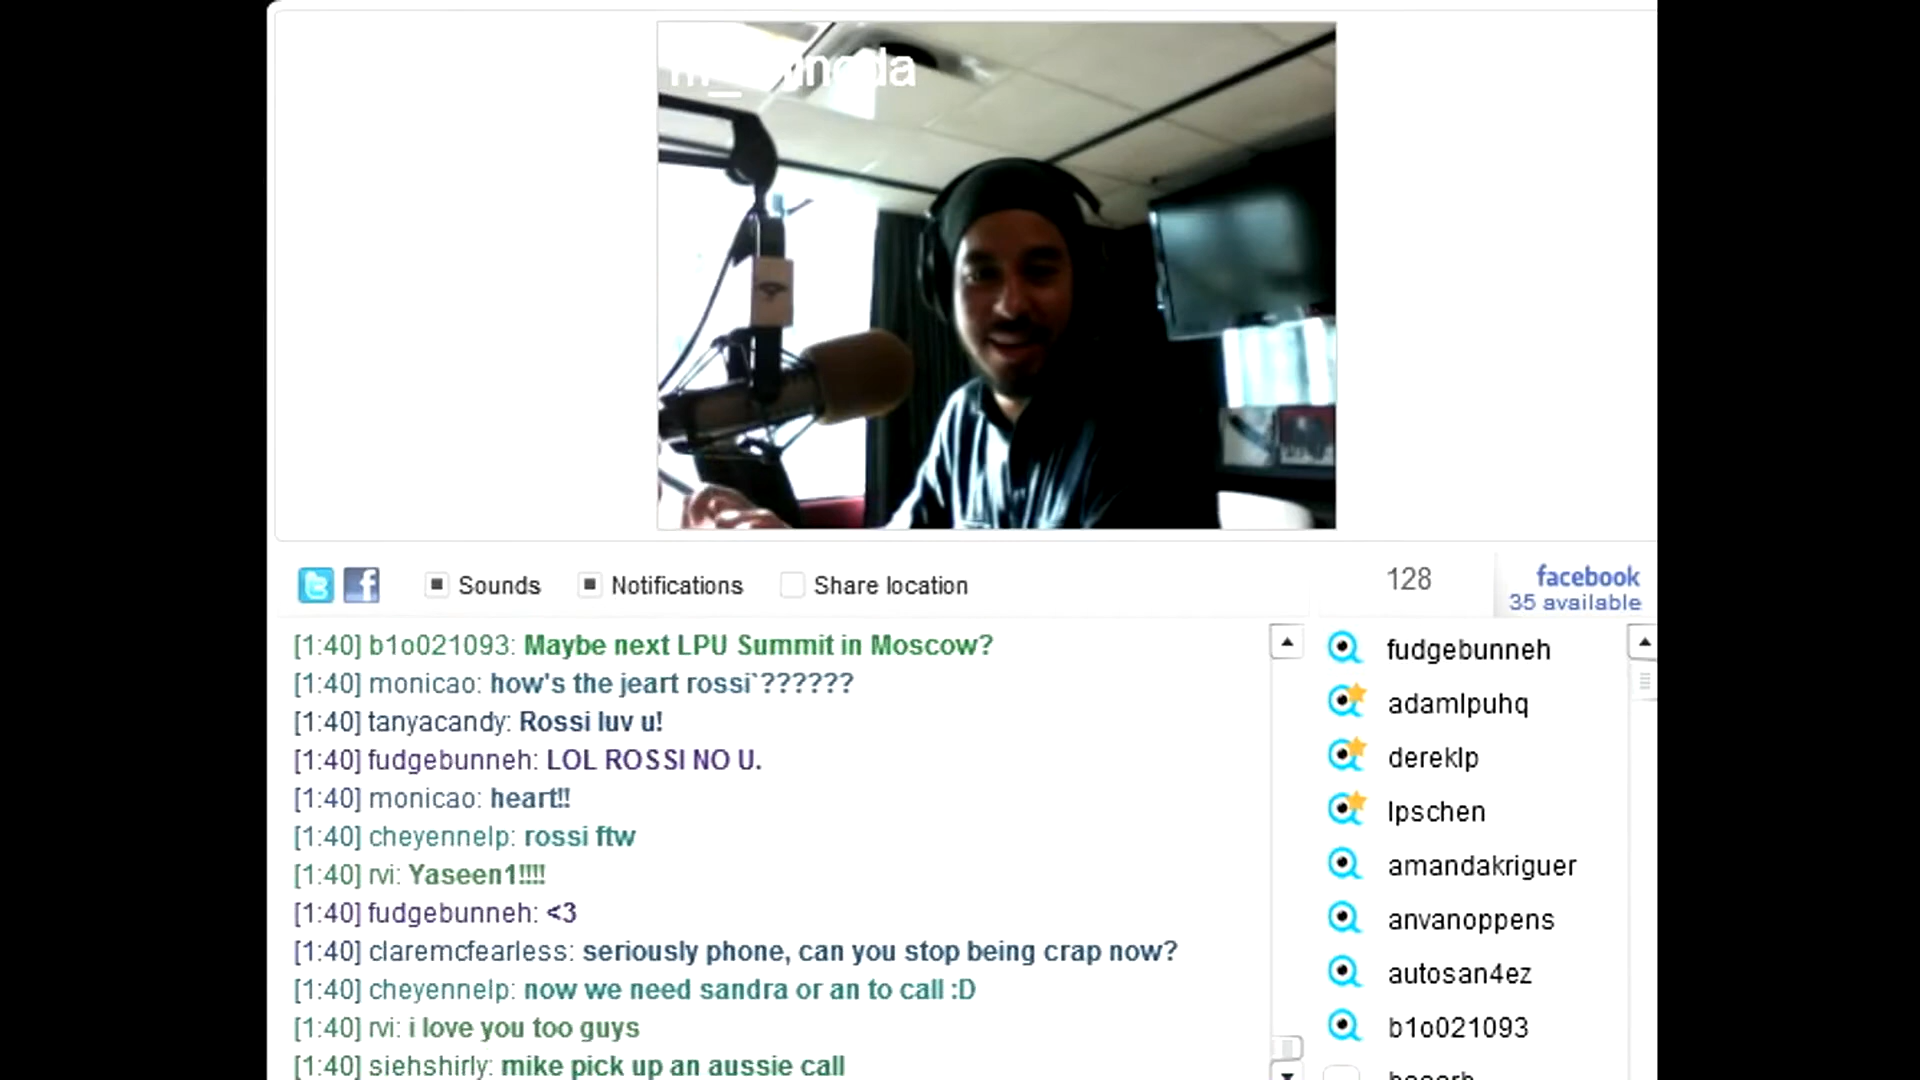 Sounds
Notifications
Share location
128
facebook
35 available
[1:40] b1o021093: Maybe next LPU Summit in Moscow?
[1:40] monicao: how's the jeart rossi`??????
[1:40] tanyacandy: Rossi luv u!
[1:40] fudgebunneh: LOL ROSSI NO U.
[1:40] monicao: heart!!
[1:40] cheyennelp: rossi ftw
[1:40] rvi: Yaseen1!!!!
[1:40] fudgebunneh: <3
[1:40] claremcfearless: seriously phone, can you stop being crap now?
[1:40] cheyennelp: now we need sandra or an to call :D
[1:40] rvi: i love you too guys
[1:40] siehshirly: mike pick up an aussie call
fudgebunneh
adamlpuhq
dereklp
lpschen
amandakriguer
anvanoppens
autosan4ez
b1o021093